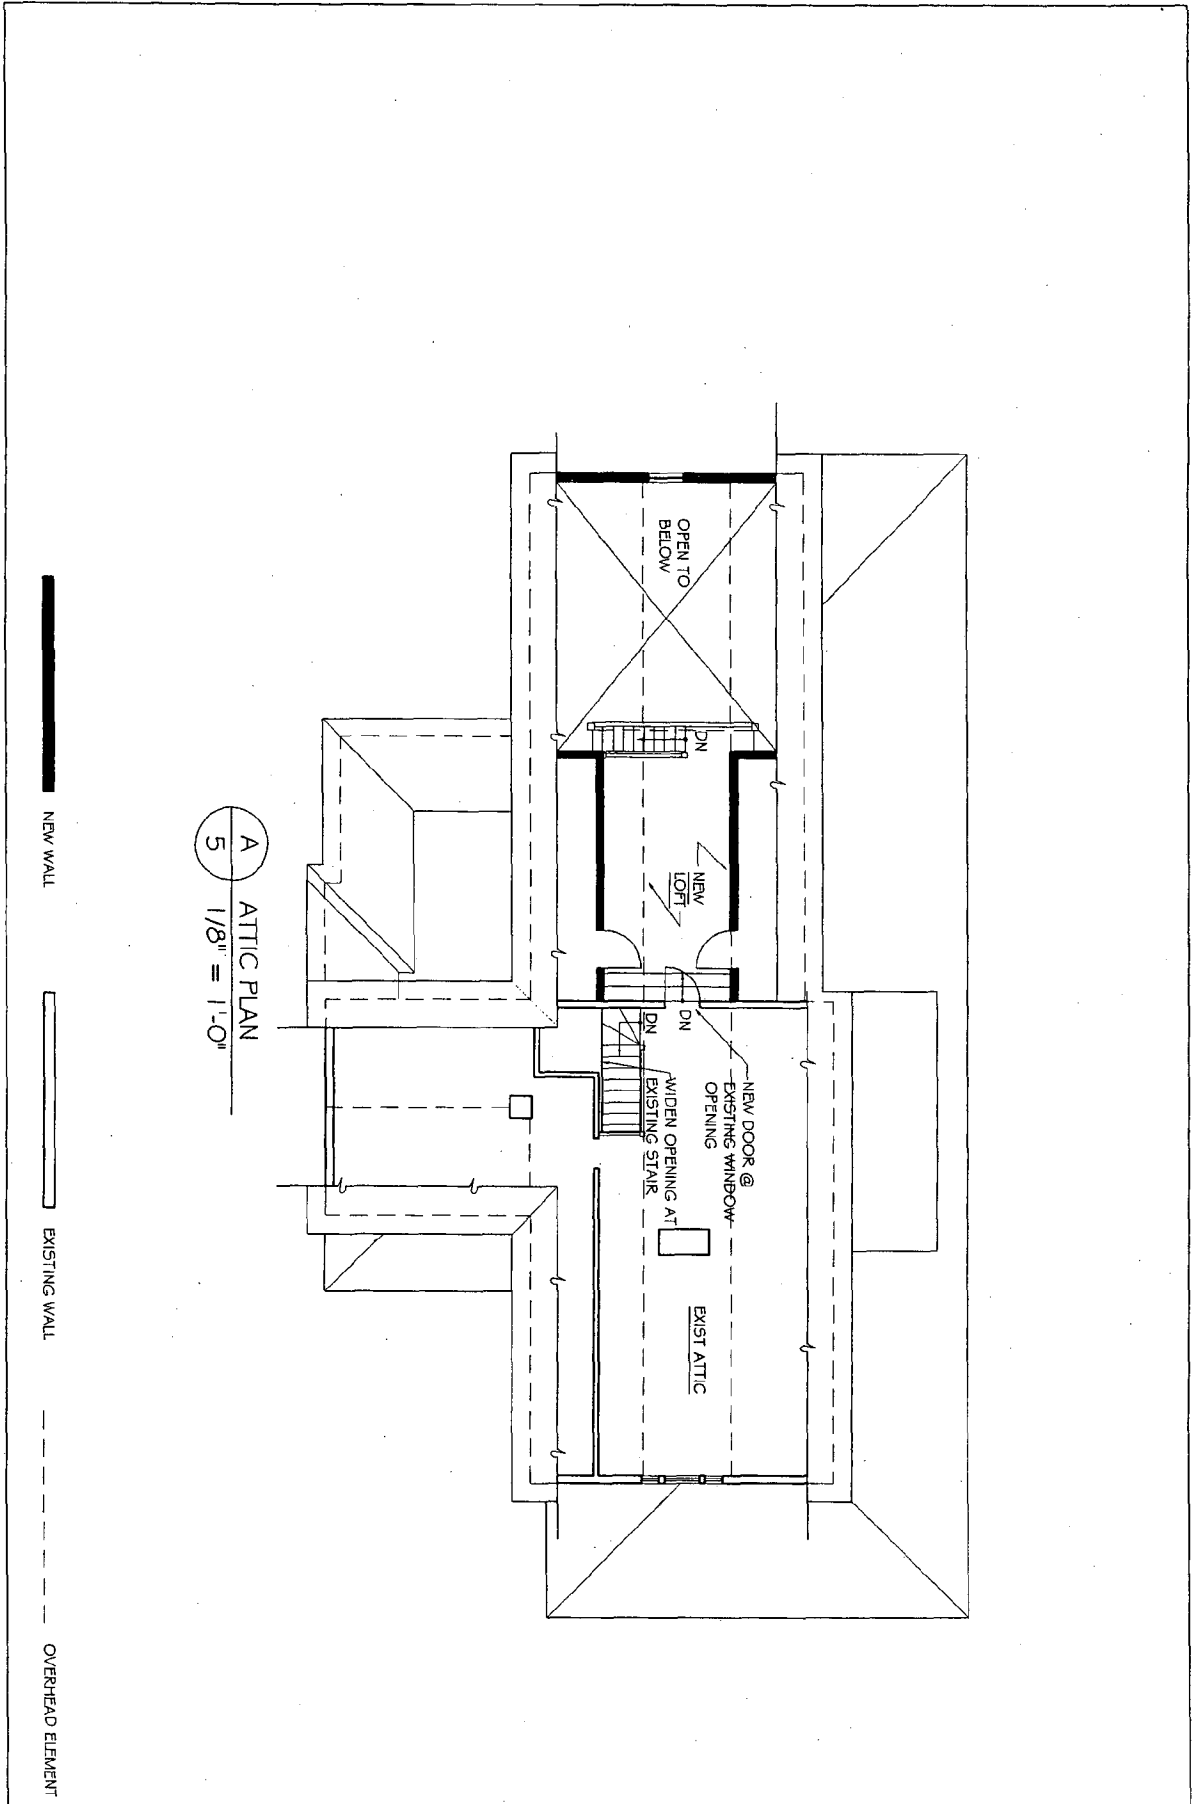 OPEN TO
BELOW
DN
NEW
LOFT
DN
DN
NEW DOOR @
EXISTING WINDOW
OPENING
WIDEN OPENING AT
EXISTING STAIR
EXIST ATTIC
A
5
ATTIC PLAN
1/8" = 1'-0"
NEW WALL
EXISTING WALL
OVERHEAD ELEMENT